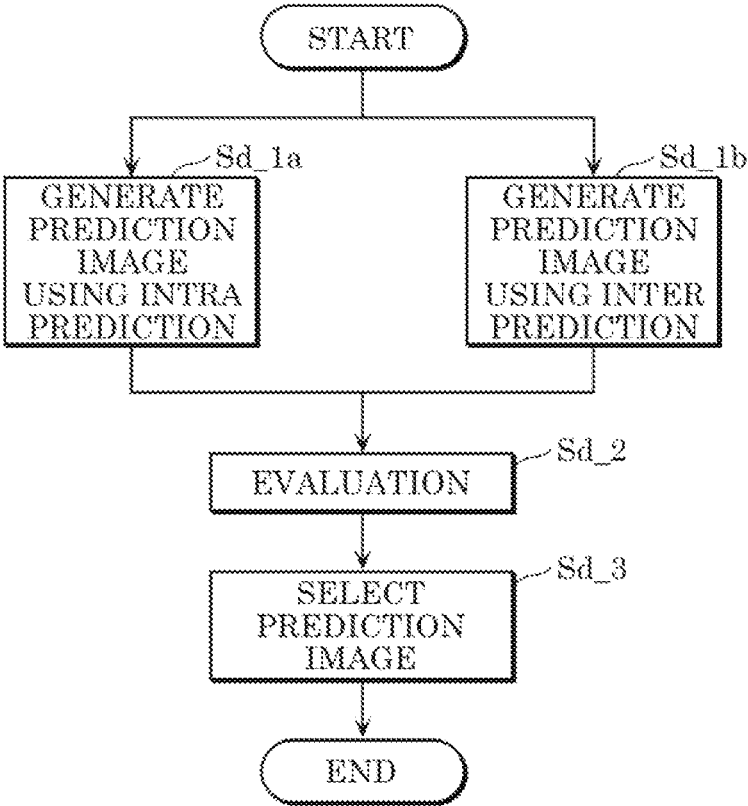 START
Sd_1a
GENERATE
PREDICTION
IMAGE
USING INTRA
PREDICTION
Sd_1b
GENERATE
PREDICTION
IMAGE
USING INTER
PREDICTION
Sd_2
EVALUATION
Sd_3
SELECT
PREDICTION
IMAGE
END